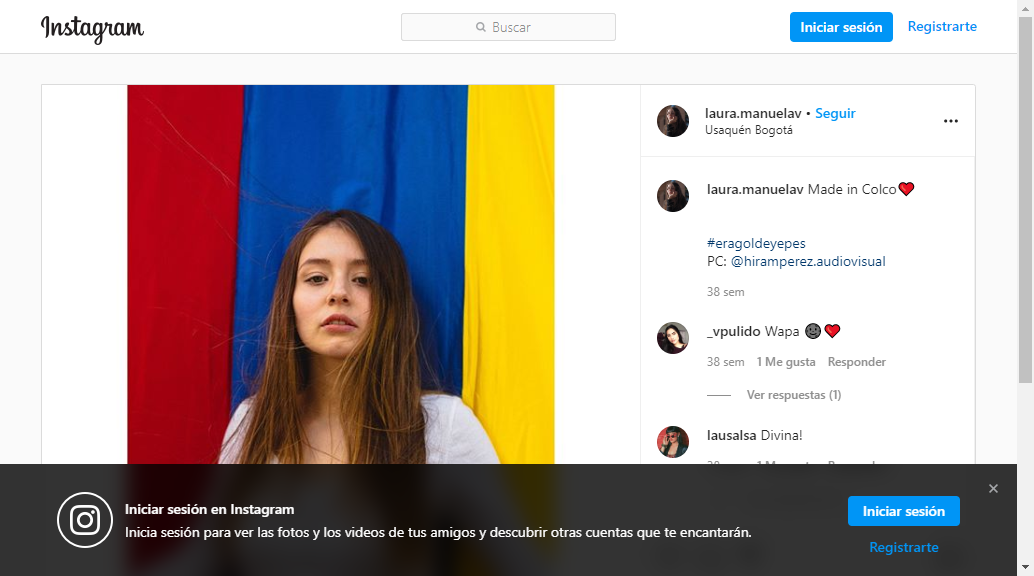 Instagram
Buscar
Iniciar sesión
Registrarte
laura.manuelav • Seguir
Usaquén Bogotá
laura.manuelav Made in Colco
#eragoldeyepes
PC: @hiramperez.audiovisual
38 sem
_vpulido Wapa
38 sem 1 Me gusta Responder
Ver respuestas (1)
lausalsa Divina!
Iniciar sesión en Instagram
Inicia sesión para ver las fotos y los videos de tus amigos y descubrir otras cuentas que te encantarán.
Iniciar sesión
Registrarte